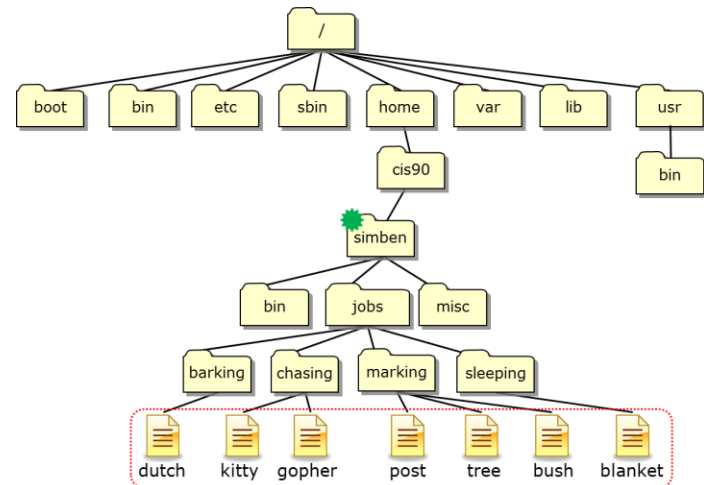 /
boot bin etc sbin home var lib usr
cis90 bin
simben
bin jobs misc
barking chasing marking sleeping
dutch kitty gopher post tree bush blanket